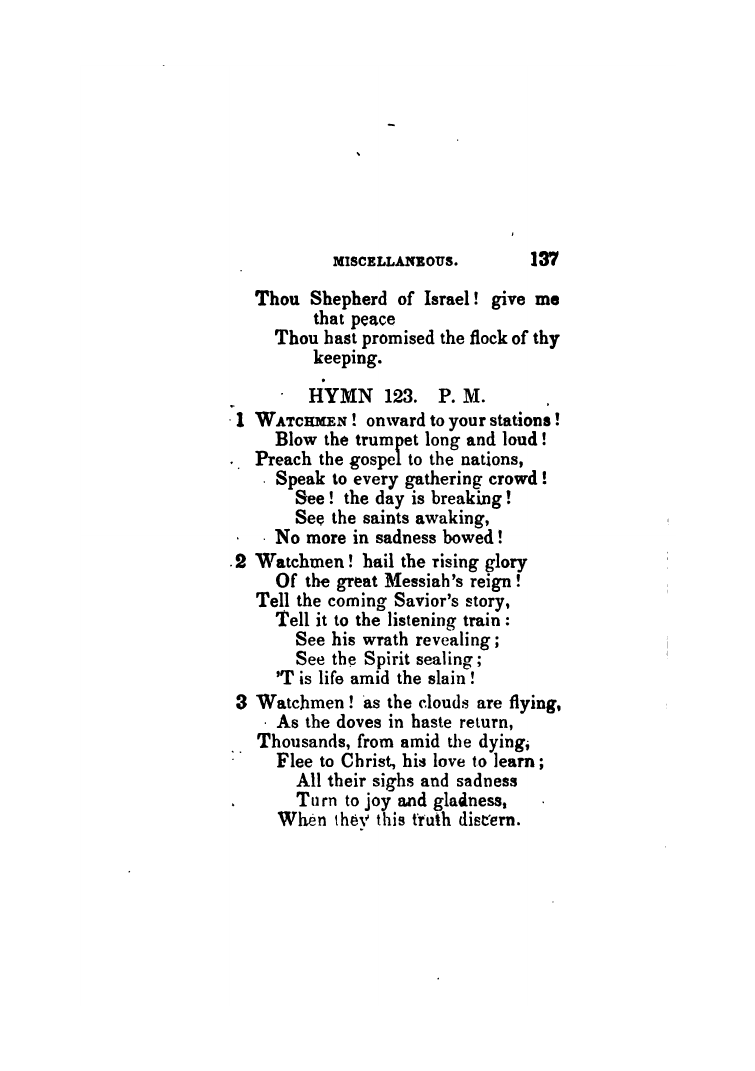 MISCELLANEOUS. 137
Thou Shepherd of Israel! give me
that peace
Thou hast promised the flock of thy
keeping.
HYMN 123. P. M.
1 WATCHMEN! onward to your stations!
Blow the trumpet long and loud!
Preach the gospel to the nations,
Speak to every gathering crowd!
See! the day is breaking!
See the saints awaking,
No more in sadness bowed!
2 Watchmen! hail the rising glory
Of the great Messiah's reign!
Tell the coming Savior's story,
Tell it to the listening train:
See his wrath revealing;
See the Spirit sealing;
'T is life amid the slain!
3 Watchmen! as the clouds are flying,
As the doves in haste return,
Thousands, from amid the dying,
Flee to Christ, his love to learn;
All their sighs and sadness
Turn to joy and gladness,
When they this truth discern.